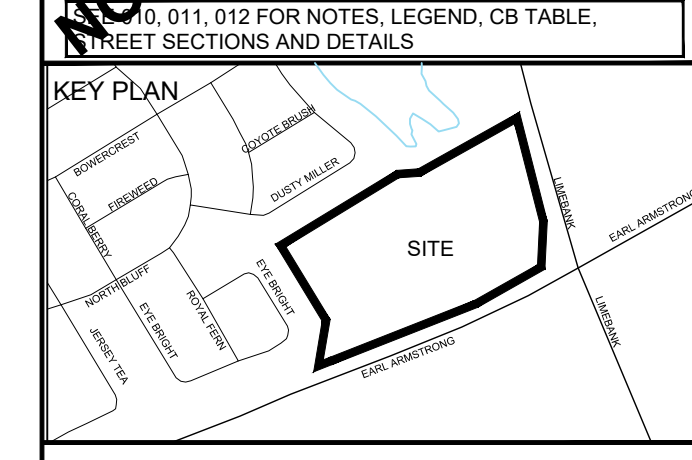 SEE 010, 011, 012 FOR NOTES, LEGEND, CB TABLE,
STREET SECTIONS AND DETAILS
KEY PLAN
BOWERCREST
COYOTE BRUSH
FIREWEED
DUSTY MILLER
CORAL BERRY
LIMEBANK
EARL ARMSTRONG
SITE
NORTH BLUFF
EYE BRIGHT
EYE BRIGHT
ROYAL FERN
LIMEBANK
JERSEY TEA
EARL ARMSTRONG